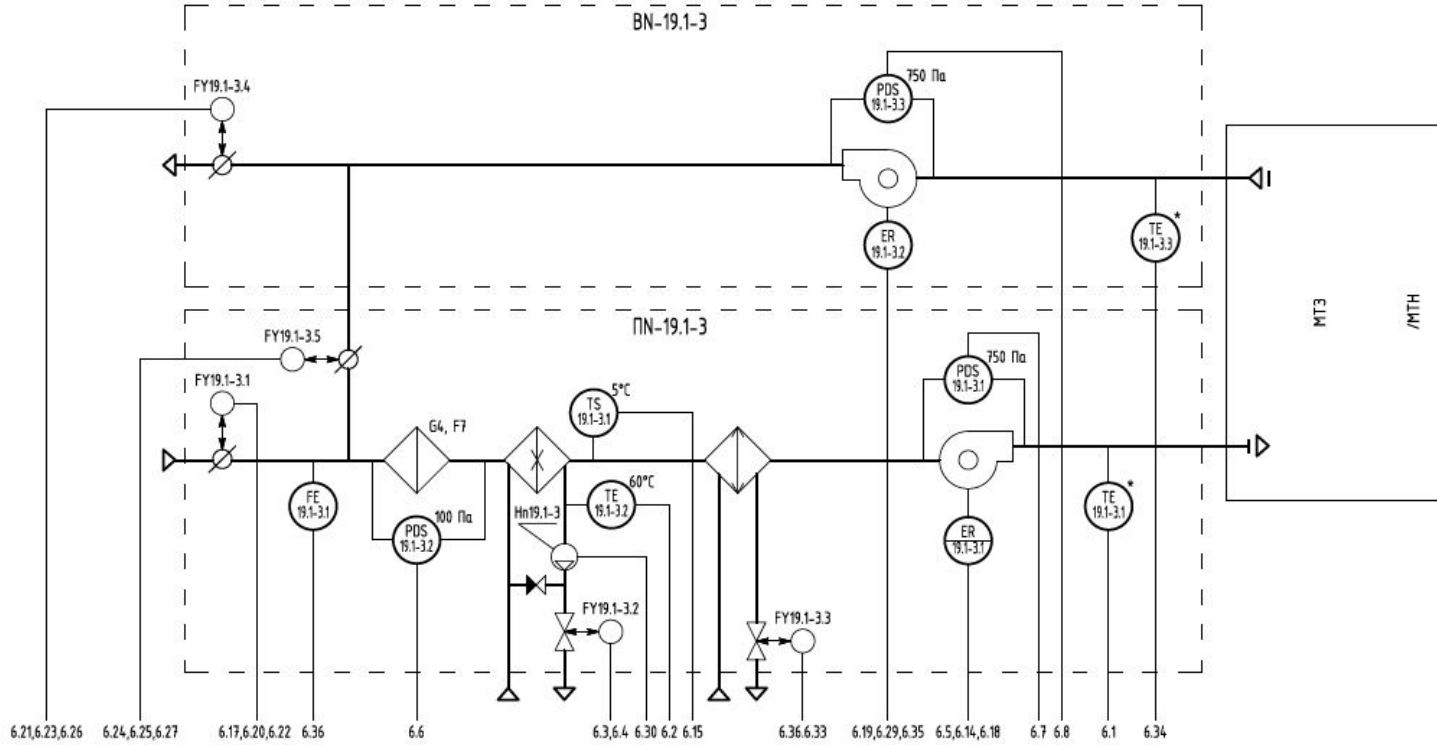 BN-19.1-3
FY19.1-3.4
750 Па
PDS
19.1-3.3
ER
19.1-3.2
TE
19.1-3.3
*
МТЗ
/МТН
ПN-19.1-3
FY19.1-3.5
FY19.1-3.1
G4, F7
TS
19.1-3.1
5°C
750 Па
PDS
19.1-3.1
FE
19.1-3.1
PDS
19.1-3.2
100 Па
Нп19.1-3
TE
19.1-3.2
60°C
ER
19.1-3.1
TE
19.1-3.1
*
FY19.1-3.2
FY19.1-3.3
6.21,6.23,6.26
6.24,6.25,6.27
6.17,6.20,6.22
6.36
6.6
6.3,6.4
6.30
6.2
6.15
6.36.6.33
6.19,6.29,6.35
6.5,6.14,6.18
6.7
6.8
6.1
6.34